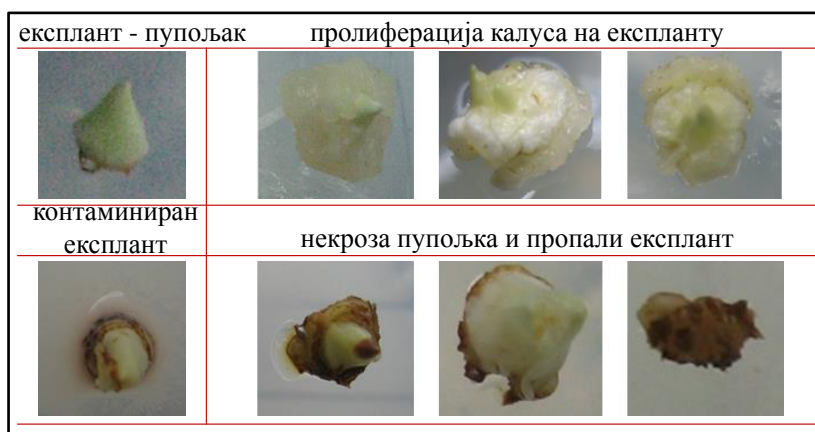 експлант - пупољак
пролиферација калуса на експланту
контаминиран
експлант
некроза пупољка и пропали експлант